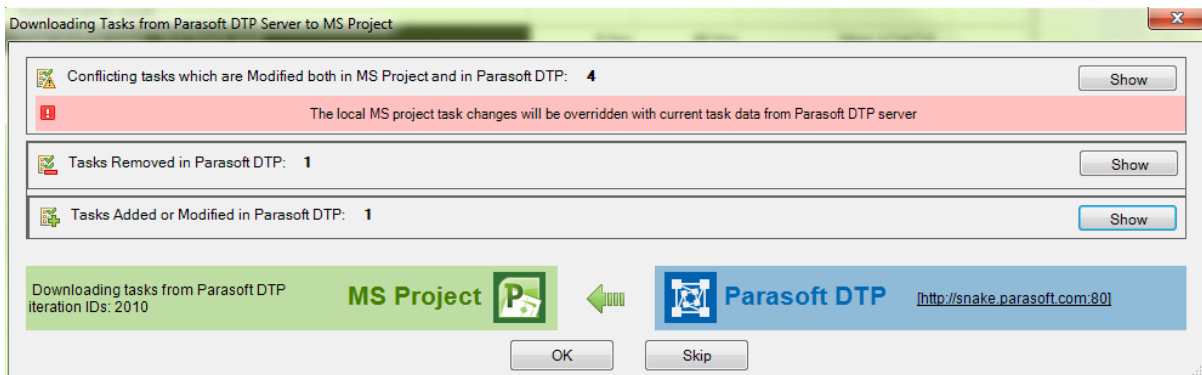 Downloading Tasks from Parasoft DTP Server to MS Project
Conflicting tasks which are Modified both in MS Project and in Parasoft DTP: 4
Show
The local MS project task changes will be overridden with current task data from Parasoft DTP server
Tasks Removed in Parasoft DTP: 1
Show
Tasks Added or Modified in Parasoft DTP: 1
Show
Downloading tasks from Parasoft DTP
iteration IDs: 2010
MS Project
Parasoft DTP
[http://snake.parasoft.com:80]
OK
Skip